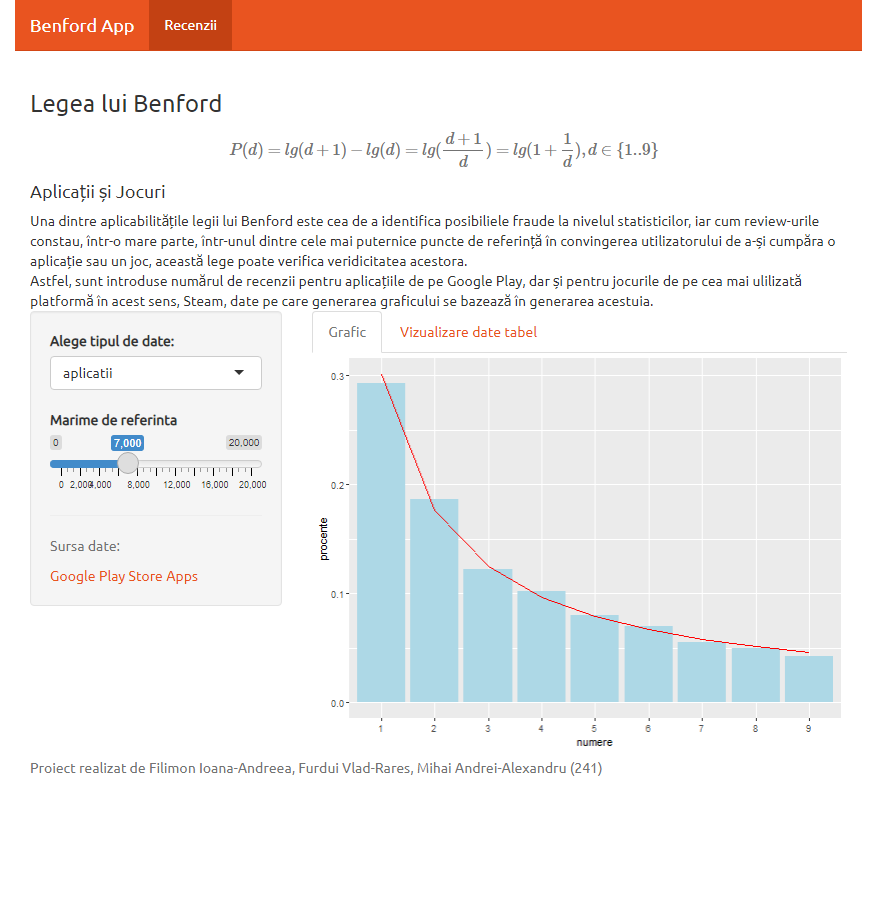 Benford App Recenzii
Legea lui Benford
P(d) = lg(d + 1) − lg(d) = lg(\frac{d+1}{d}) = lg(1 + \frac{1}{d}), d ∈ {1..9}
Aplicații și Jocuri
Una dintre aplicabilitățile legii lui Benford este cea de a identifica posibiliele fraude la nivelul statisticilor, iar cum review-urile
constau, într-o mare parte, într-unul dintre cele mai puternice puncte de referință în convingerea utilizatorului de a-și cumpăra o
aplicație sau un joc, această lege poate verifica veridicitatea acestora.
Astfel, sunt introduse numărul de recenzii pentru aplicațiile de pe Google Play, dar și pentru jocurile de pe cea mai ulilizată
platformă în acest sens, Steam, date pe care generarea graficului se bazează în generarea acestuia.
Alege tipul de date:
aplicatii
Marime de referinta
0 7,000 20,000
0 2,000 4,000 8,000 12,000 16,000 20,000
Sursa date:
Google Play Store Apps
Grafic Vizualizare date tabel
0.3
0.2
0.1
0.0
procente
1 2 3 4 5 6 7 8 9
numere
Proiect realizat de Filimon Ioana-Andreea, Furdui Vlad-Rares, Mihai Andrei-Alexandru (241)